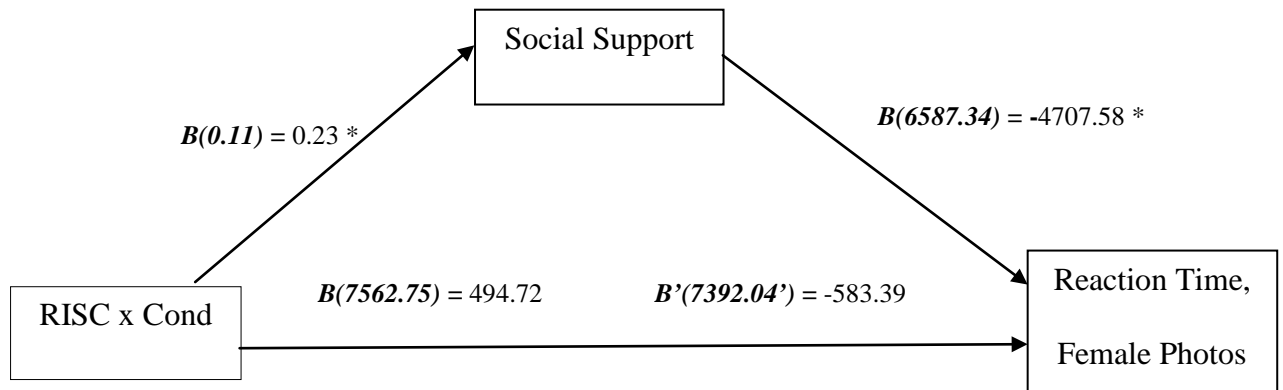 Social Support
B(0.11) = 0.23 *
B(6587.34) = -4707.58 *
RISC x Cond
B(7562.75) = 494.72
B’(7392.04’) = -583.39
Reaction Time,
Female Photos